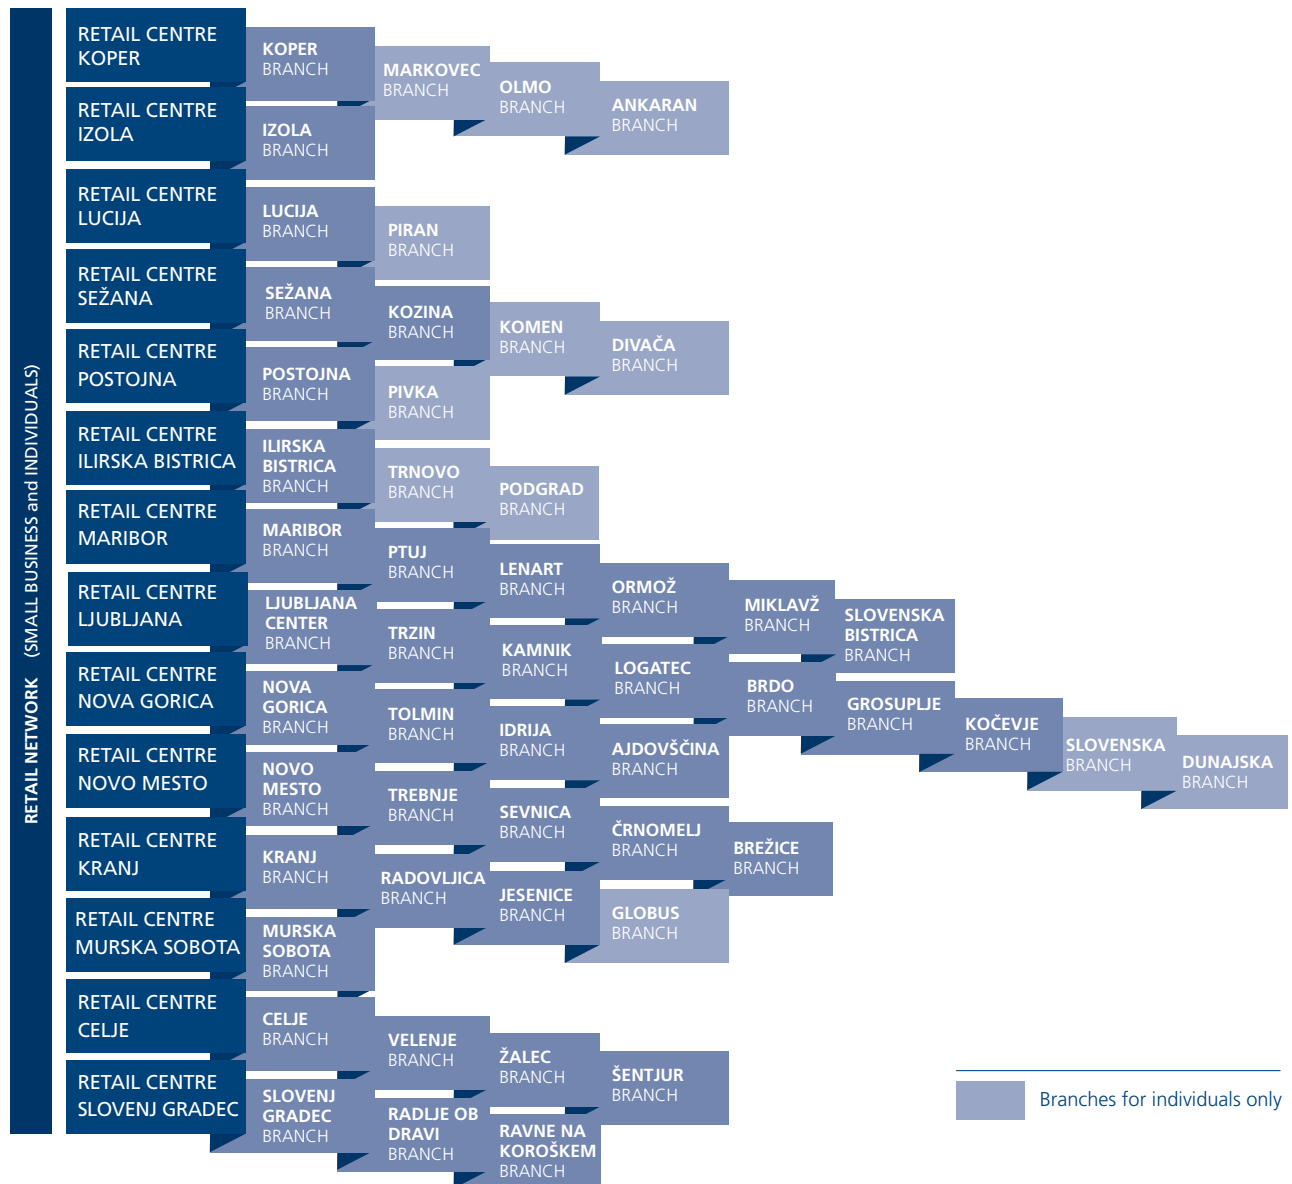 RETAIL NETWORK (SMALL BUSINESS and INDIVIDUALS)
RETAIL CENTRE
KOPER
KOPER
BRANCH
MARKOVEC
BRANCH
OLMO
BRANCH
ANKARAN
BRANCH
RETAIL CENTRE
IZOLA
IZOLA
BRANCH
RETAIL CENTRE
LUCIJA
LUCIJA
BRANCH
PIRAN
BRANCH
RETAIL CENTRE
SEŽANA
SEŽANA
BRANCH
KOZINA
BRANCH
KOMEN
BRANCH
DIVAČA
BRANCH
RETAIL CENTRE
POSTOJNA
POSTOJNA
BRANCH
PIVKA
BRANCH
RETAIL CENTRE
ILIRSKA BISTRICA
ILIRSKA
BISTRICA
BRANCH
TRNOVO
BRANCH
PODGRAD
BRANCH
RETAIL CENTRE
MARIBOR
MARIBOR
BRANCH
PTUJ
BRANCH
LENART
BRANCH
ORMOŽ
BRANCH
MIKLAVŽ
BRANCH
SLOVENSKA
BISTRICA
BRANCH
RETAIL CENTRE
LJUBLJANA
LJUBLJANA
CENTER
BRANCH
TRZIN
BRANCH
KAMNIK
BRANCH
LOGATEC
BRANCH
BRDO
BRANCH
GROSUPLJE
BRANCH
KOČEVJE
BRANCH
SLOVENSKA
BRANCH
DUNAJSKA
BRANCH
RETAIL CENTRE
NOVA GORICA
NOVA
GORICA
BRANCH
TOLMIN
BRANCH
IDRIJA
BRANCH
AJDOVŠČINA
BRANCH
RETAIL CENTRE
NOVO MESTO
NOVO
MESTO
BRANCH
TREBNJE
BRANCH
SEVNICA
BRANCH
ČRNOMELJ
BRANCH
BREŽICE
BRANCH
RETAIL CENTRE
KRANJ
KRANJ
BRANCH
RADOVLJICA
BRANCH
JESENICE
BRANCH
GLOBUS
BRANCH
RETAIL CENTRE
MURSKA SOBOTA
MURSKA
SOBOTA
BRANCH
RETAIL CENTRE
CELJE
CELJE
BRANCH
VELENJE
BRANCH
ŽALEC
BRANCH
ŠENTJUR
BRANCH
RETAIL CENTRE
SLOVENJ GRADEC
SLOVENJ
GRADEC
BRANCH
RADLJE OB
DRAVI
BRANCH
RAVNE NA
KOROŠKEM
BRANCH
Branches for individuals only